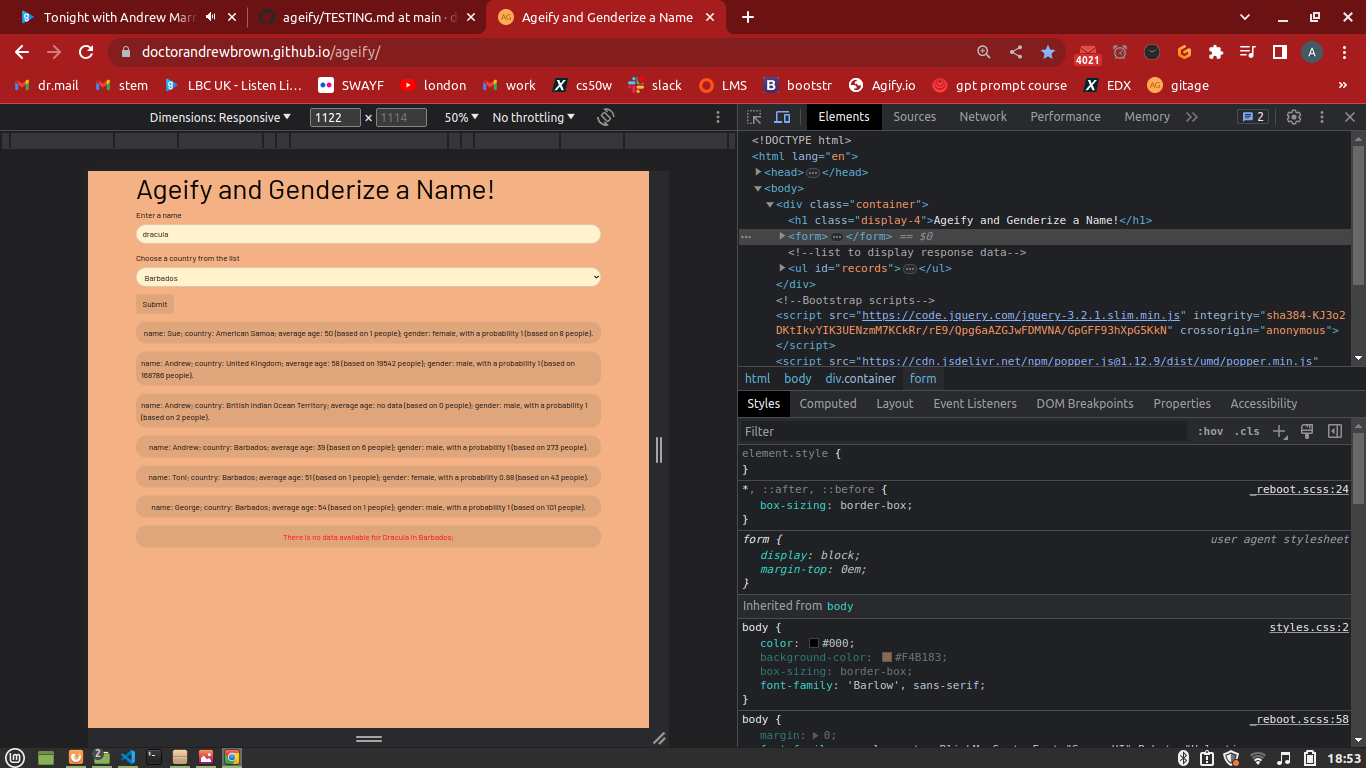 Tonight with Andrew Marr
ageify/TESTING.md at main · d
Ageify and Genderize a Name
doctorandrewbrown.github.io/ageify/
4021
A
dr.mail
stem
LBC UK - Listen Li…
SWAYF
london
work
cs50w
slack
LMS
bootstr
Agify.io
gpt prompt course
EDX
gitage
»
Dimensions: Responsive
1122
×
1114
50%
No throttling
Elements
Sources
Network
Performance
Memory
2
<!DOCTYPE html>
<html lang="en">
<head> … </head>
<body>
<div class="container">
<h1 class="display-4">Ageify and Genderize a Name!</h1>
<form> … </form> == $0
<!--list to display response data-->
<ul id="records"> … </ul>
</div>
<!--Bootstrap scripts-->
<script src="https://code.jquery.com/jquery-3.2.1.slim.min.js" integrity="sha384-KJ3o2
DKtIkvYIK3UENzmM7KCkRr/rE9/Qpg6aAZGJwFDMVNA/GpGFF93hXpG5KkN" crossorigin="anonymous">
</script>
<script src="https://cdn.jsdelivr.net/npm/popper.js@1.12.9/dist/umd/popper.min.js"
html body div.container form
Ageify and Genderize a Name!
Enter a name
dracula
Choose a country from the list
Barbados
Submit
name: Sue; country: American Samoa; average age: 50 (based on 1 people); gender: female, with a probability 1 (based on 8 people).
name: Andrew; country: United Kingdom; average age: 58 (based on 19542 people); gender: male, with a probability 1 (based on
168786 people).
name: Andrew; country: British Indian Ocean Territory; average age: no data (based on 0 people); gender: male, with a probability 1
(based on 2 people).
name: Andrew; country: Barbados; average age: 39 (based on 6 people); gender: male, with a probability 1 (based on 273 people).
name: Toni; country: Barbados; average age: 51 (based on 1 people); gender: female, with a probability 0.98 (based on 43 people).
name: George; country: Barbados; average age: 54 (based on 1 people); gender: male, with a probability 1 (based on 101 people).
There is no data available for Dracula in Barbados;
Styles
Computed
Layout
Event Listeners
DOM Breakpoints
Properties
Accessibility
Filter
:hov .cls
element.style {
}
*, ::after, ::before {
_reboot.scss:24
box-sizing: border-box;
}
form {
user agent stylesheet
display: block;
margin-top: 0em;
}
Inherited from body
body {
styles.css:2
color: #000;
background-color: #F4B183;
box-sizing: border-box;
font-family: 'Barlow', sans-serif;
}
body {
_reboot.scss:58
margin: 0;
2
18:53